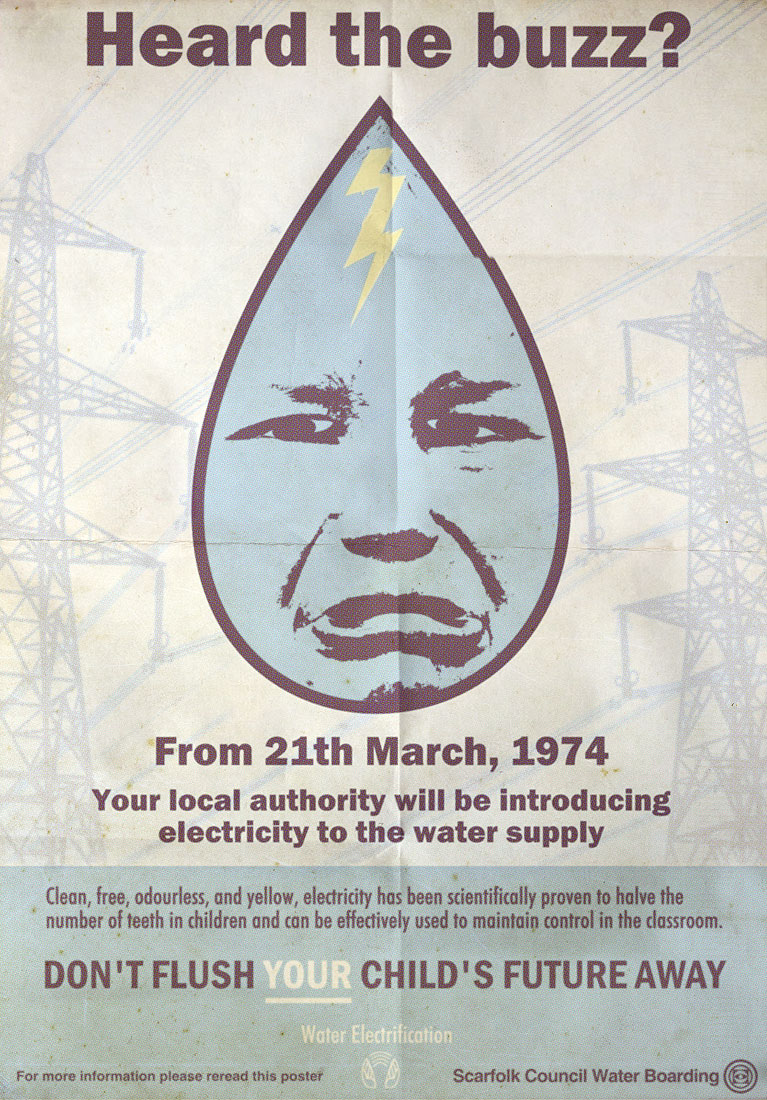 Heard the buzz?
From 21th March, 1974
Your local authority will be introducing
electricity to the water supply
Clean, free, odourless, and yellow, electricity has been scientifically proven to halve the
number of teeth in children and can be effectively used to maintain control in the classroom.
DON'T FLUSH YOUR CHILD'S FUTURE AWAY
Water Electrification
For more information please reread this poster
Scarfolk Council Water Boarding